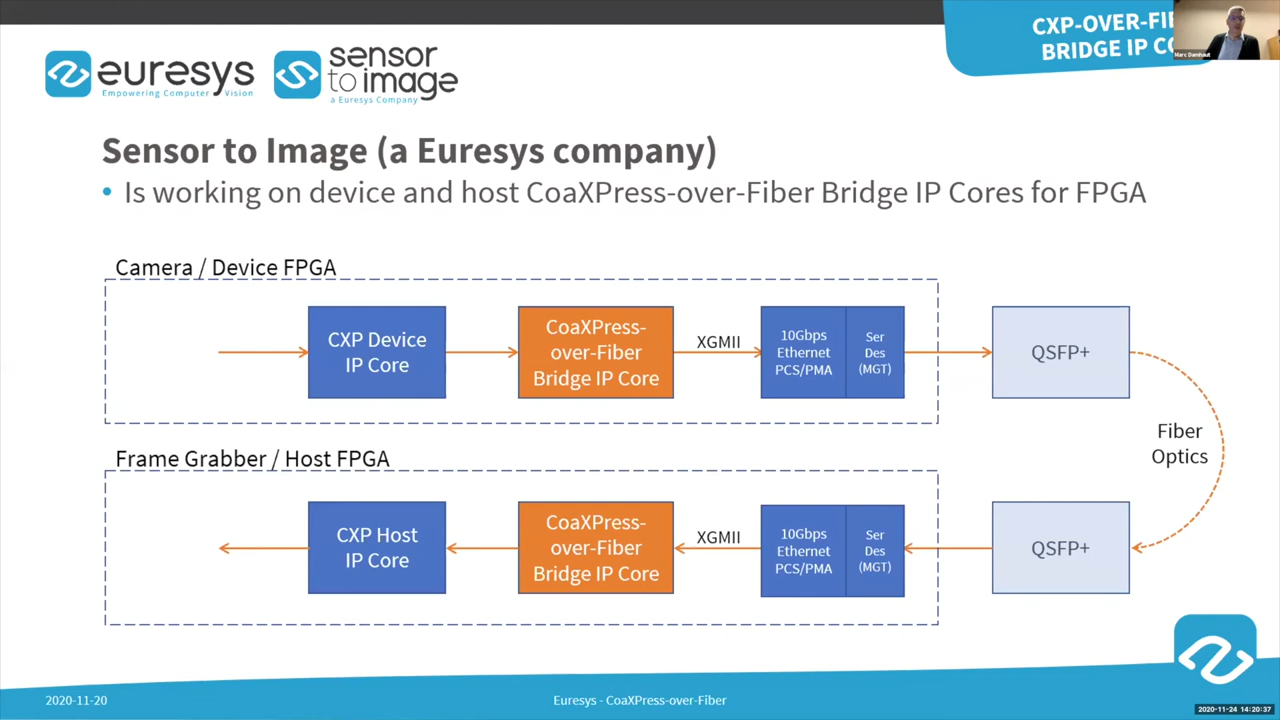 CXP-OVER-FI
BRIDGE IP CO
Marc Damhaut
euresys
Empowering Computer Vision
sensor
to image
a Euresys Company
Sensor to Image (a Euresys company)
• Is working on device and host CoaXPress-over-Fiber Bridge IP Cores for FPGA
Camera / Device FPGA
CXP Device
IP Core
CoaXPress-
over-Fiber
Bridge IP Core
XGMII
10Gbps
Ethernet
PCS/PMA
Ser
Des
(MGT)
QSFP+
Fiber
Optics
Frame Grabber / Host FPGA
CXP Host
IP Core
CoaXPress-
over-Fiber
Bridge IP Core
XGMII
10Gbps
Ethernet
PCS/PMA
Ser
Des
(MGT)
QSFP+
2020-11-20
Euresys - CoaXPress-over-Fiber
2020-11-24 14:20:37